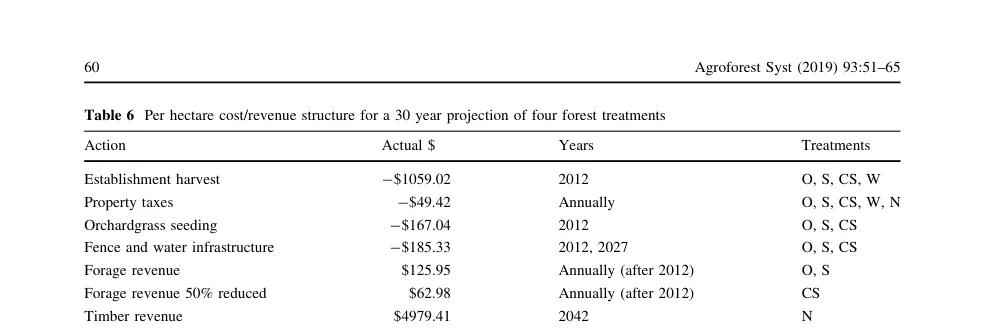 60 Agroforest Syst (2019) 93:51–65
Table 6 Per hectare cost/revenue structure for a 30 year projection of four forest treatments
Action Actual $ Years Treatments
Establishment harvest −$1059.02 2012 O, S, CS, W
Property taxes −$49.42 Annually O, S, CS, W, N
Orchardgrass seeding −$167.04 2012 O, S, CS
Fence and water infrastructure −$185.33 2012, 2027 O, S, CS
Forage revenue $125.95 Annually (after 2012) O, S
Forage revenue 50% reduced $62.98 Annually (after 2012) CS
Timber revenue $4979.41 2042 N